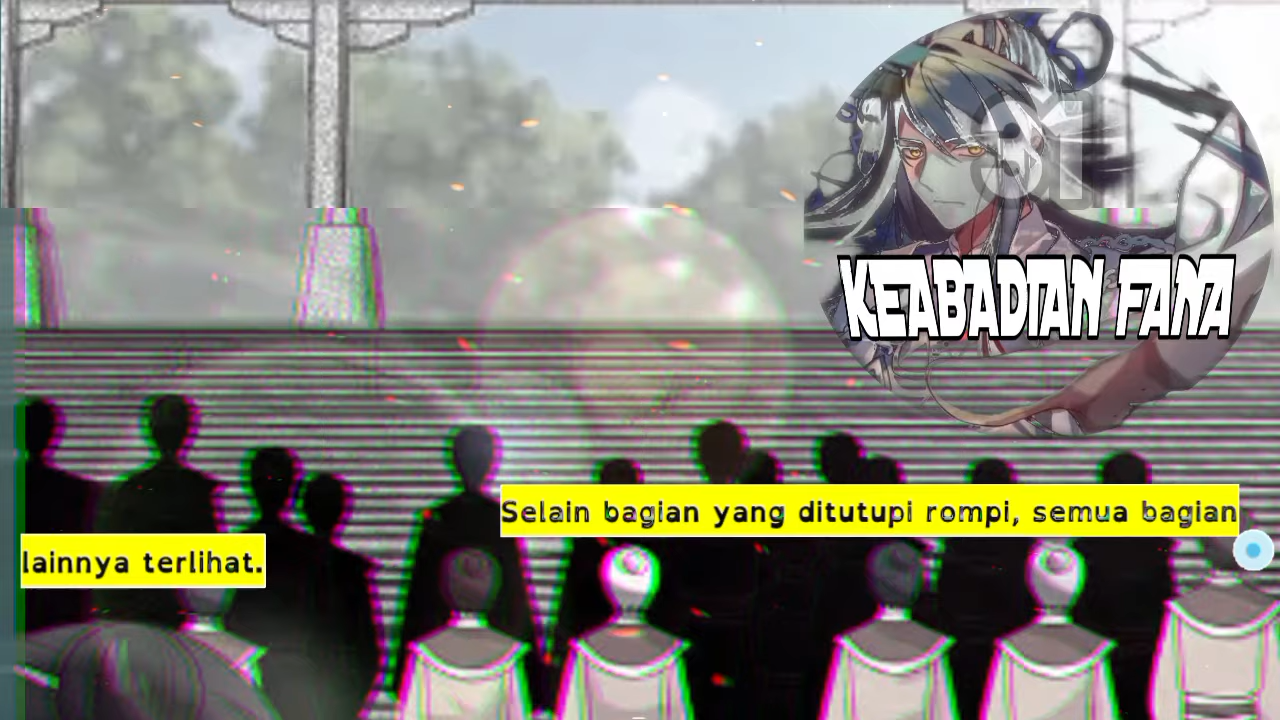 KEABADIAN FANA
Selain bagian yang ditutupi rompi, semua bagian
lainnya terlihat.